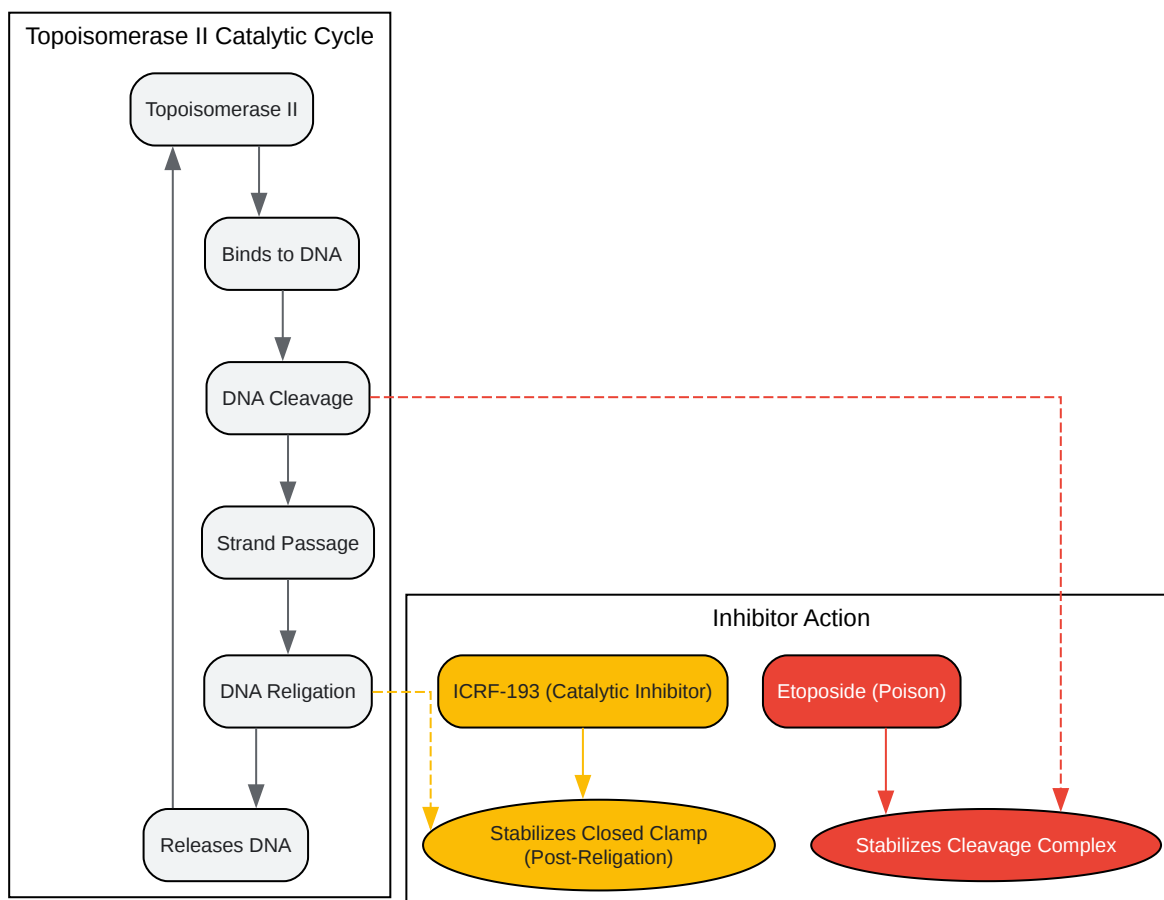 Topoisomerase II Catalytic Cycle
Topoisomerase II
Binds to DNA
DNA Cleavage
Strand Passage
DNA Religation
Releases DNA
Inhibitor Action
ICRF-193 (Catalytic Inhibitor)
Etoposide (Poison)
Stabilizes Closed Clamp
(Post-Religation)
Stabilizes Cleavage Complex